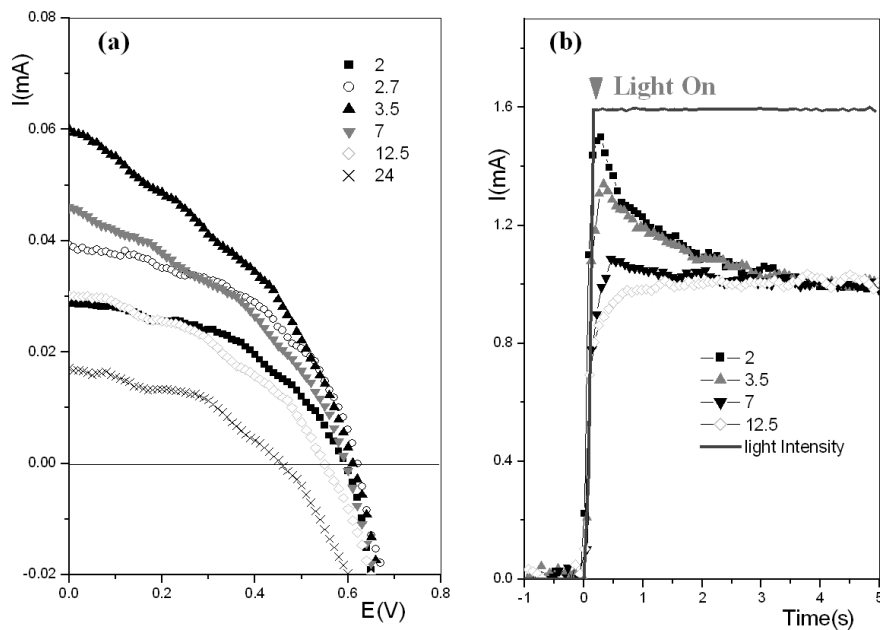 (a)
I(mA)
0.08
0.06
0.04
0.02
0.00
-0.02
0.0 0.2 0.4 0.6 0.8
E(V)
2
2.7
3.5
7
12.5
24
(b)
Light On
I(mA)
1.6
1.2
0.8
0.4
0.0
-1 0 1 2 3 4 5
Time(s)
2
3.5
7
12.5
light Intensity